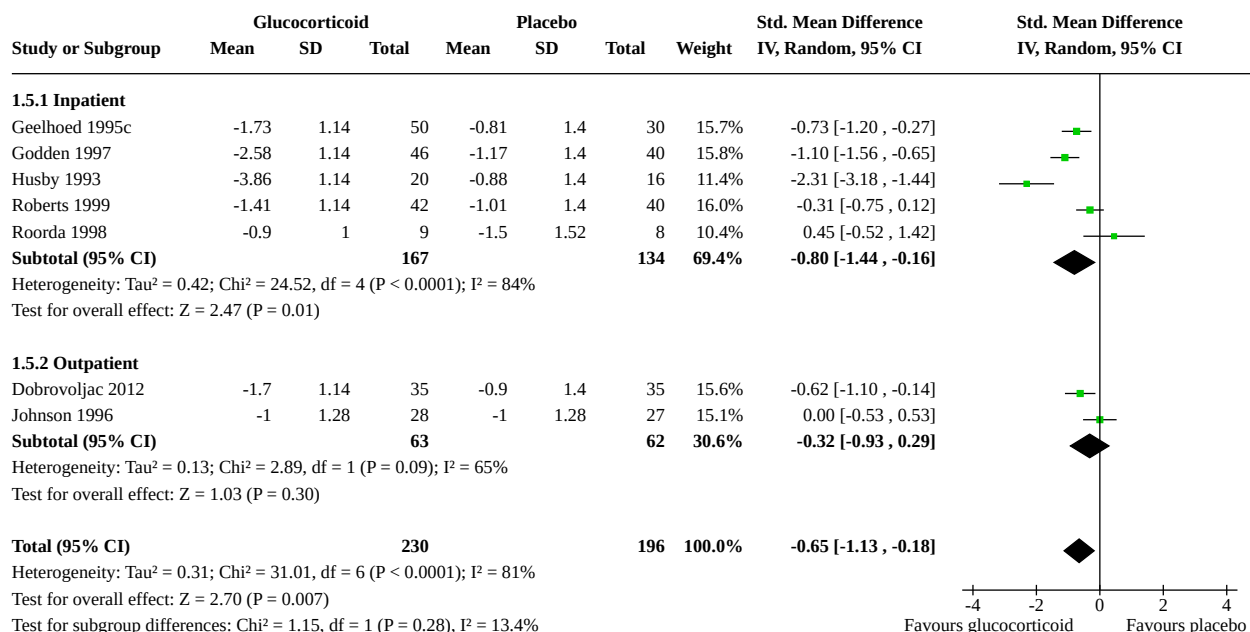 Glucocorticoid Placebo Std. Mean Difference Std. Mean Difference
Study or Subgroup Mean SD Total Mean SD Total Weight IV, Random, 95% CI IV, Random, 95% CI
1.5.1 Inpatient
Geelhoed 1995c -1.73 1.14 50 -0.81 1.4 30 15.7% -0.73 [-1.20 , -0.27]
Godden 1997 -2.58 1.14 46 -1.17 1.4 40 15.8% -1.10 [-1.56 , -0.65]
Husby 1993 -3.86 1.14 20 -0.88 1.4 16 11.4% -2.31 [-3.18 , -1.44]
Roberts 1999 -1.41 1.14 42 -1.01 1.4 40 16.0% -0.31 [-0.75 , 0.12]
Roorda 1998 -0.9 1 9 -1.5 1.52 8 10.4% 0.45 [-0.52 , 1.42]
Subtotal (95% CI) 167 134 69.4% -0.80 [-1.44 , -0.16]
Heterogeneity: Tau² = 0.42; Chi² = 24.52, df = 4 (P < 0.0001); I² = 84%
Test for overall effect: Z = 2.47 (P = 0.01)
1.5.2 Outpatient
Dobrovoljac 2012 -1.7 1.14 35 -0.9 1.4 35 15.6% -0.62 [-1.10 , -0.14]
Johnson 1996 -1 1.28 28 -1 1.28 27 15.1% 0.00 [-0.53 , 0.53]
Subtotal (95% CI) 63 62 30.6% -0.32 [-0.93 , 0.29]
Heterogeneity: Tau² = 0.13; Chi² = 2.89, df = 1 (P = 0.09); I² = 65%
Test for overall effect: Z = 1.03 (P = 0.30)
Total (95% CI) 230 196 100.0% -0.65 [-1.13 , -0.18]
Heterogeneity: Tau² = 0.31; Chi² = 31.01, df = 6 (P < 0.0001); I² = 81%
Test for overall effect: Z = 2.70 (P = 0.007)
-4 -2 0 2 4
Test for subgroup differences: Chi² = 1.15, df = 1 (P = 0.28), I² = 13.4% Favours glucocorticoid Favours placebo